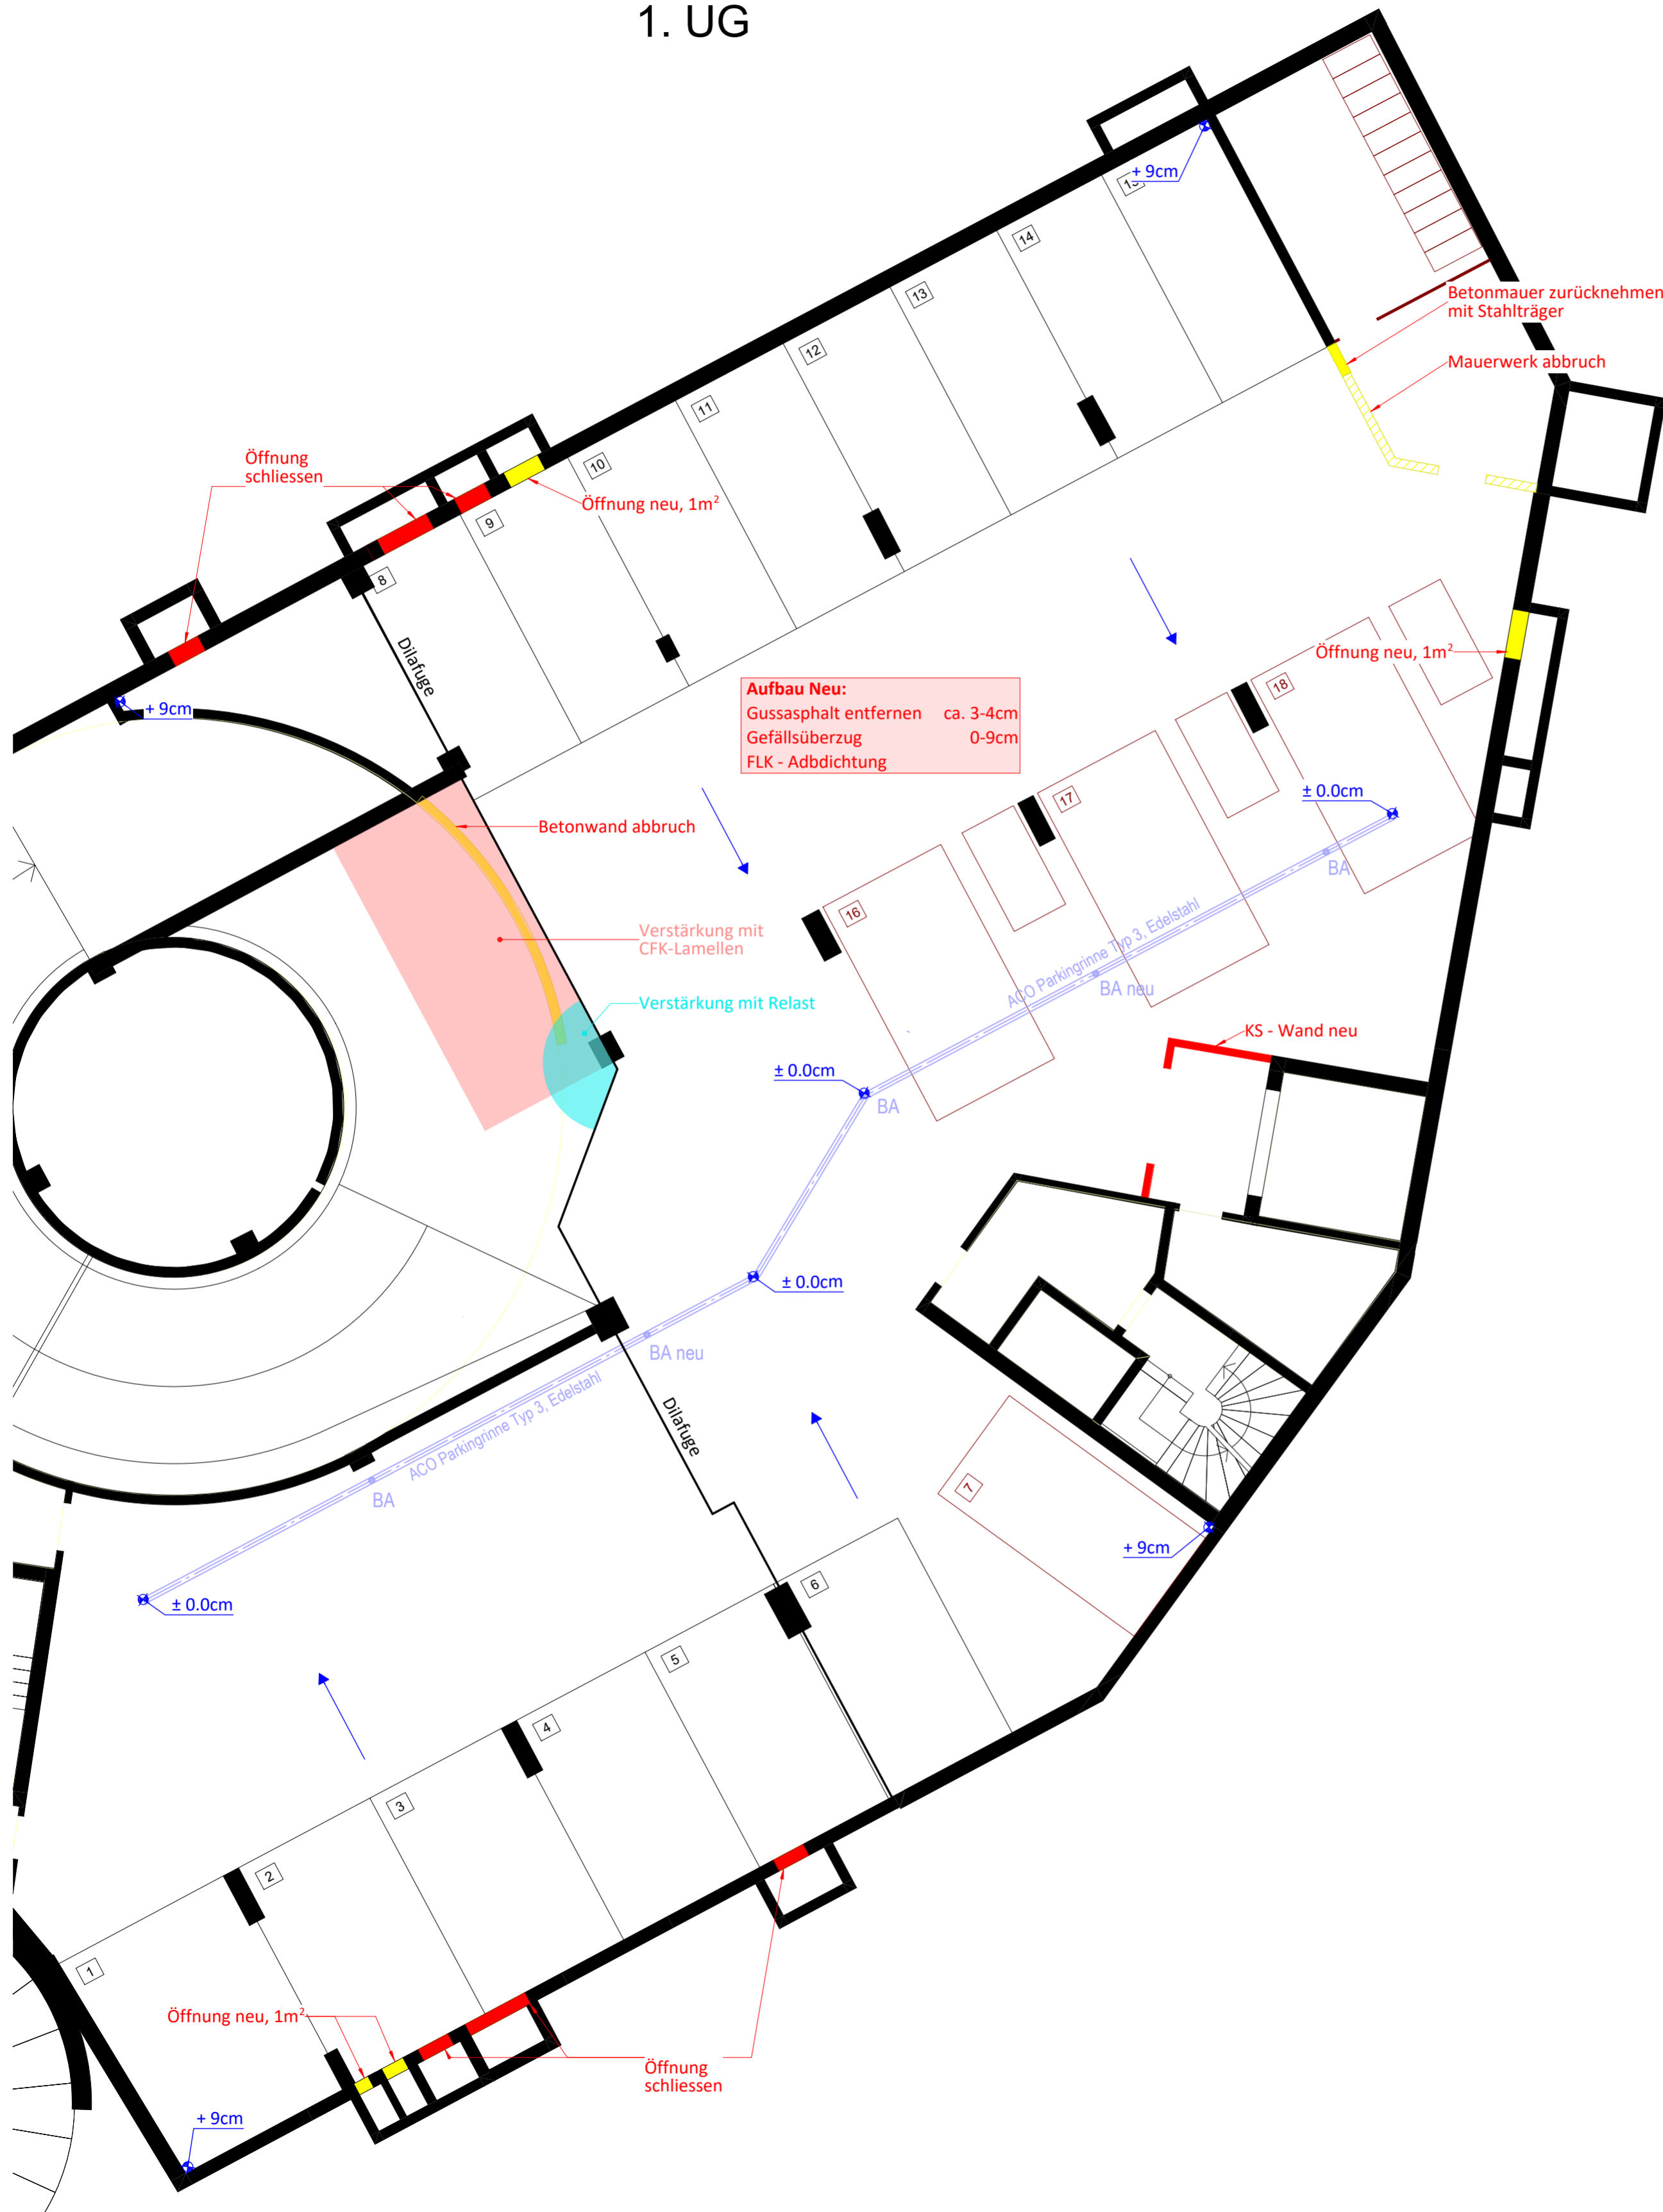 1. UG
+ 9cm
15
14
13
12
11
10
9
8
Betonmauer zurücknehmen
mit Stahlträger
Mauerwerk abbruch
Öffnung
schliessen
Öffnung neu, 1m²
Dilafuge
+ 9cm
Öffnung neu, 1m²
Aufbau Neu:
Gussasphalt entfernen ca. 3-4cm
Gefällsüberzug 0-9cm
FLK - Adbdichtung
18
17
16
± 0.0cm
BA
Betonwand abbruch
Verstärkung mit
CFK-Lamellen
Verstärkung mit Relast
ACO Parkingrinne Typ 3, Edelstahl
BA neu
KS - Wand neu
± 0.0cm
BA
± 0.0cm
BA neu
ACO Parkingrinne Typ 3, Edelstahl
Dilafuge
BA
7
+ 9cm
± 0.0cm
6
5
4
3
2
1
Öffnung neu, 1m²
Öffnung
schliessen
+ 9cm